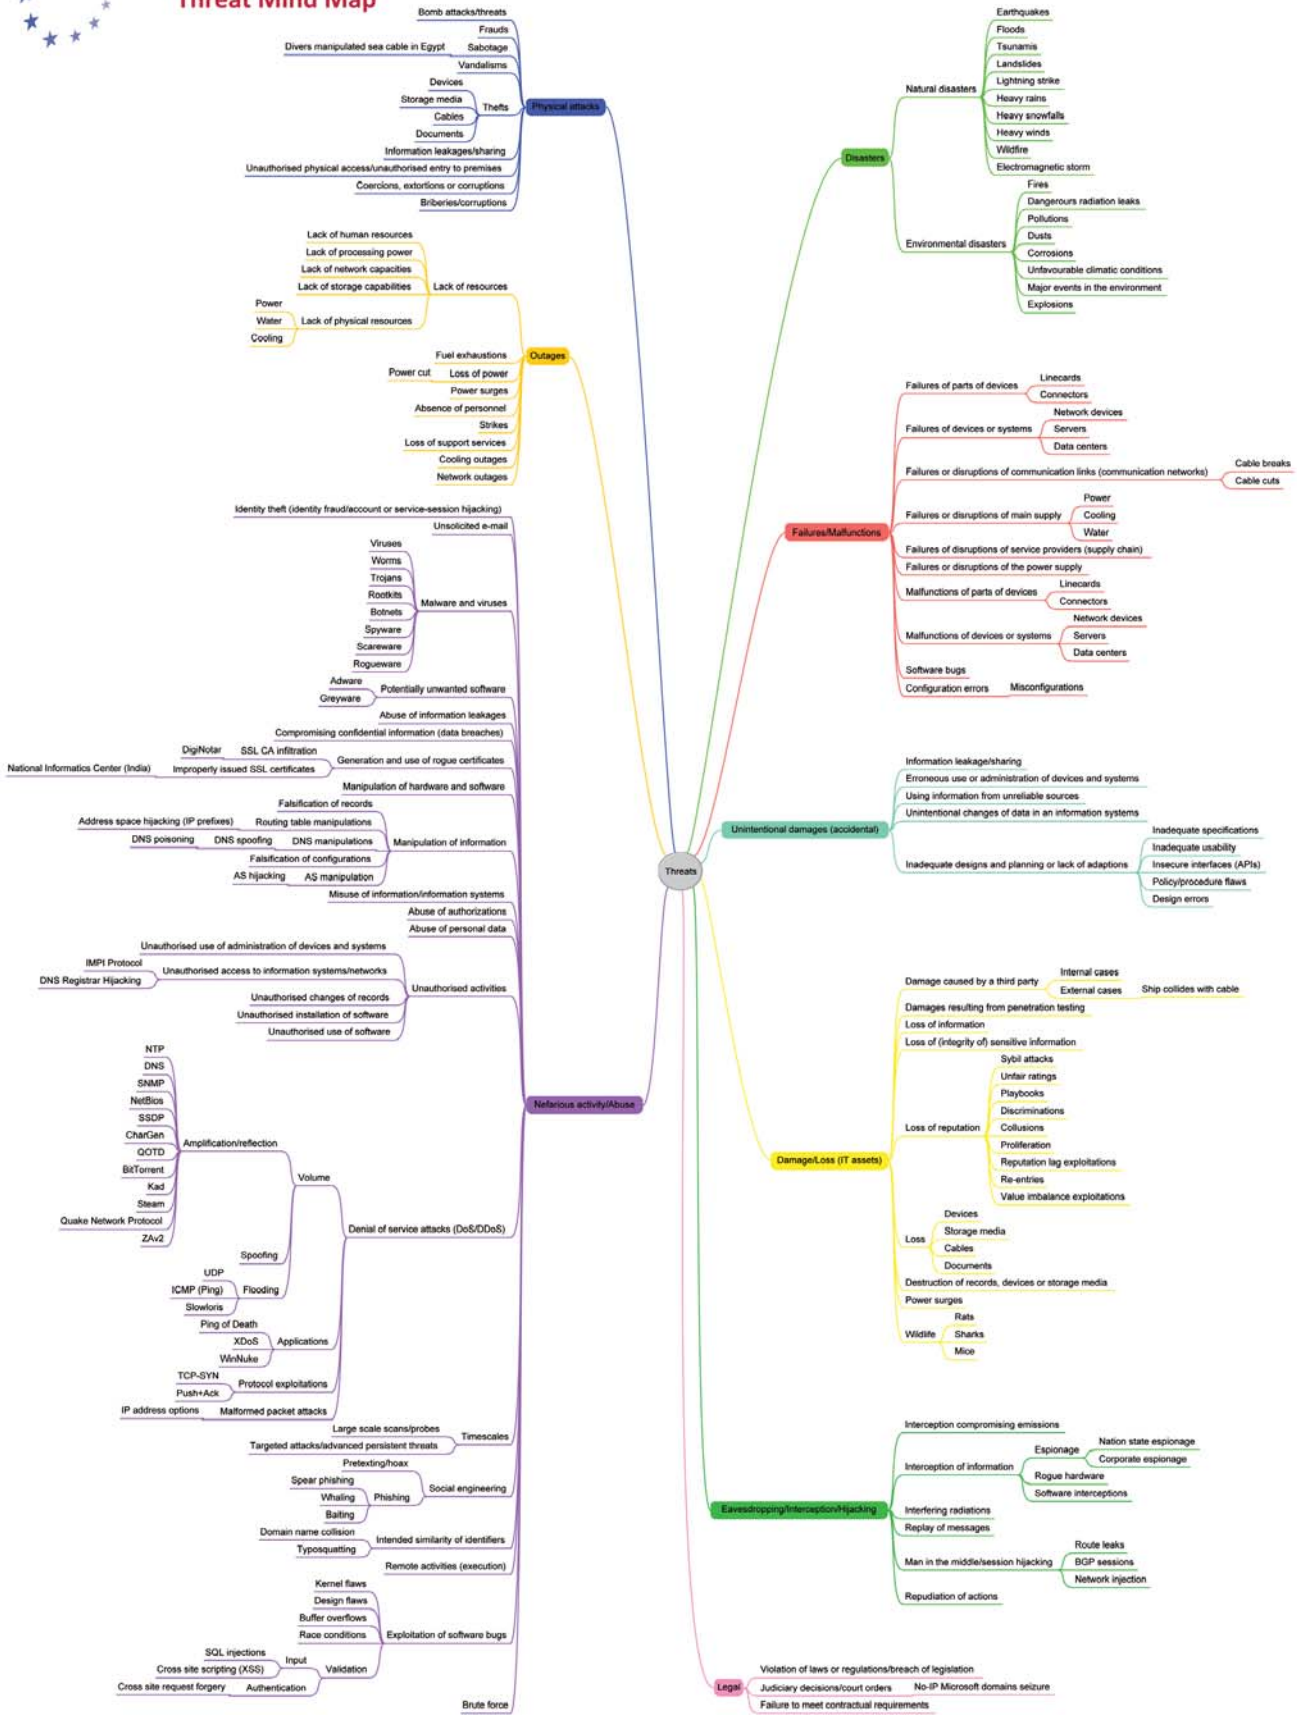 Threat Mind Map
Bomb attacks/threats
Frauds
Divers manipulated sea cable in Egypt
Sabotage
Vandalisms
Devices
Storage media
Cables
Documents
Thefts
Information leakages/sharing
Unauthorised physical access/unauthorised entry to premises
Coercions, extortions or corruptions
Briberies/corruptions
Physical attacks
Lack of human resources
Lack of processing power
Lack of network capacities
Lack of storage capabilities
Power
Water
Cooling
Lack of physical resources
Lack of resources
Fuel exhaustions
Power cut
Loss of power
Power surges
Absence of personnel
Strikes
Loss of support services
Cooling outages
Network outages
Outages
Identity theft (identity fraud/account or service-session hijacking)
Unsolicited e-mail
Viruses
Worms
Trojans
Rootkits
Botnets
Spyware
Scareware
Rogueware
Malware and viruses
Adware
Greyware
Potentially unwanted software
Abuse of information leakages
Compromising confidential information (data breaches)
DigiNotar
SSL CA infiltration
National Informatics Center (India)
Improperly issued SSL certificates
Generation and use of rogue certificates
Manipulation of hardware and software
Falsification of records
Address space hijacking (IP prefixes)
Routing table manipulations
DNS poisoning
DNS spoofing
DNS manipulations
Falsification of configurations
AS hijacking
AS manipulation
Manipulation of information
Misuse of information/information systems
Abuse of authorizations
Abuse of personal data
Unauthorised use of administration of devices and systems
IMPI Protocol
DNS Registrar Hijacking
Unauthorised access to information systems/networks
Unauthorised changes of records
Unauthorised installation of software
Unauthorised use of software
Unauthorised activities
NTP
DNS
SNMP
NetBios
SSDP
CharGen
QOTD
BitTorrent
Kad
Steam
Quake Network Protocol
ZAv2
Amplification/reflection
Spoofing
UDP
ICMP (Ping)
Slowloris
Flooding
Volume
Ping of Death
XDoS
WinNuke
Applications
TCP-SYN
Push+Ack
Protocol exploitations
IP address options
Malformed packet attacks
Denial of service attacks (DoS/DDoS)
Large scale scans/probes
Targeted attacks/advanced persistent threats
Timescales
Pretexting/hoax
Spear phishing
Whaling
Baiting
Phishing
Social engineering
Domain name collision
Typosquatting
Intended similarity of identifiers
Remote activities (execution)
Kernel flaws
Design flaws
Buffer overflows
Race conditions
SQL injections
Cross site scripting (XSS)
Input
Cross site request forgery
Authentication
Validation
Exploitation of software bugs
Brute force
Nefarious activity/Abuse
Threats
Disasters
Natural disasters
Earthquakes
Floods
Tsunamis
Landslides
Lightning strike
Heavy rains
Heavy snowfalls
Heavy winds
Wildfire
Electromagnetic storm
Environmental disasters
Fires
Dangerours radiation leaks
Pollutions
Dusts
Corrosions
Unfavourable climatic conditions
Major events in the environment
Explosions
Failures/Malfunctions
Failures of parts of devices
Linecards
Connectors
Failures of devices or systems
Network devices
Servers
Data centers
Failures or disruptions of communication links (communication networks)
Cable breaks
Cable cuts
Failures or disruptions of main supply
Power
Cooling
Water
Failures of disruptions of service providers (supply chain)
Failures or disruptions of the power supply
Malfunctions of parts of devices
Linecards
Connectors
Malfunctions of devices or systems
Network devices
Servers
Data centers
Software bugs
Configuration errors
Misconfigurations
Unintentional damages (accidental)
Information leakage/sharing
Erroneous use or administration of devices and systems
Using information from unreliable sources
Unintentional changes of data in an information systems
Inadequate designs and planning or lack of adaptions
Inadequate specifications
Inadequate usability
Insecure interfaces (APIs)
Policy/procedure flaws
Design errors
Damage/Loss (IT assets)
Damage caused by a third party
Internal cases
External cases
Ship collides with cable
Damages resulting from penetration testing
Loss of information
Loss of (integrity of) sensitive information
Loss of reputation
Sybil attacks
Unfair ratings
Playbooks
Discriminations
Collusions
Proliferation
Reputation lag exploitations
Re-entries
Value imbalance exploitations
Loss
Devices
Storage media
Cables
Documents
Destruction of records, devices or storage media
Power surges
Wildlife
Rats
Sharks
Mice
Eavesdropping/Interception/Hijacking
Interception compromising emissions
Interception of information
Espionage
Nation state espionage
Corporate espionage
Rogue hardware
Software interceptions
Interfering radiations
Replay of messages
Man in the middle/session hijacking
Route leaks
BGP sessions
Network injection
Repudiation of actions
Legal
Violation of laws or regulations/breach of legislation
Judiciary decisions/court orders
No-IP Microsoft domains seizure
Failure to meet contractual requirements